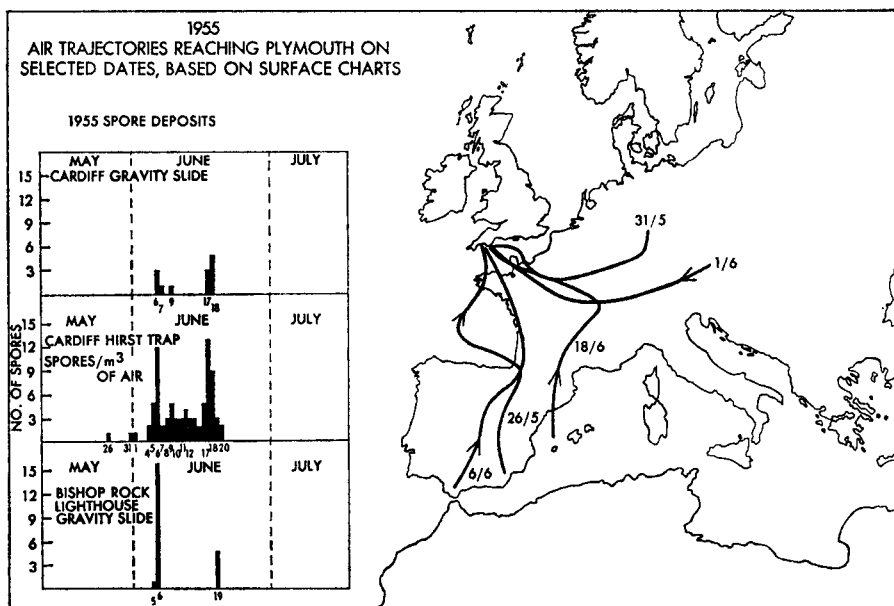 1955
AIR TRAJECTORIES REACHING PLYMOUTH ON
SELECTED DATES, BASED ON SURFACE CHARTS
1955 SPORE DEPOSITS
NO. OF SPORES
MAY JUNE JULY
CARDIFF GRAVITY SLIDE
15
12
9
6
3
6 7 9 17 18
MAY JUNE JULY
CARDIFF HIRST TRAP
SPORES/m³
OF AIR
15
12
9
6
3
26 31 1 4 5 6 7 8 9 10 11 12 17 18 20
MAY JUNE JULY
BISHOP ROCK
LIGHTHOUSE
GRAVITY SLIDE
15
12
9
6
3
5 6 19
31/5
1/6
18/6
26/5
6/6